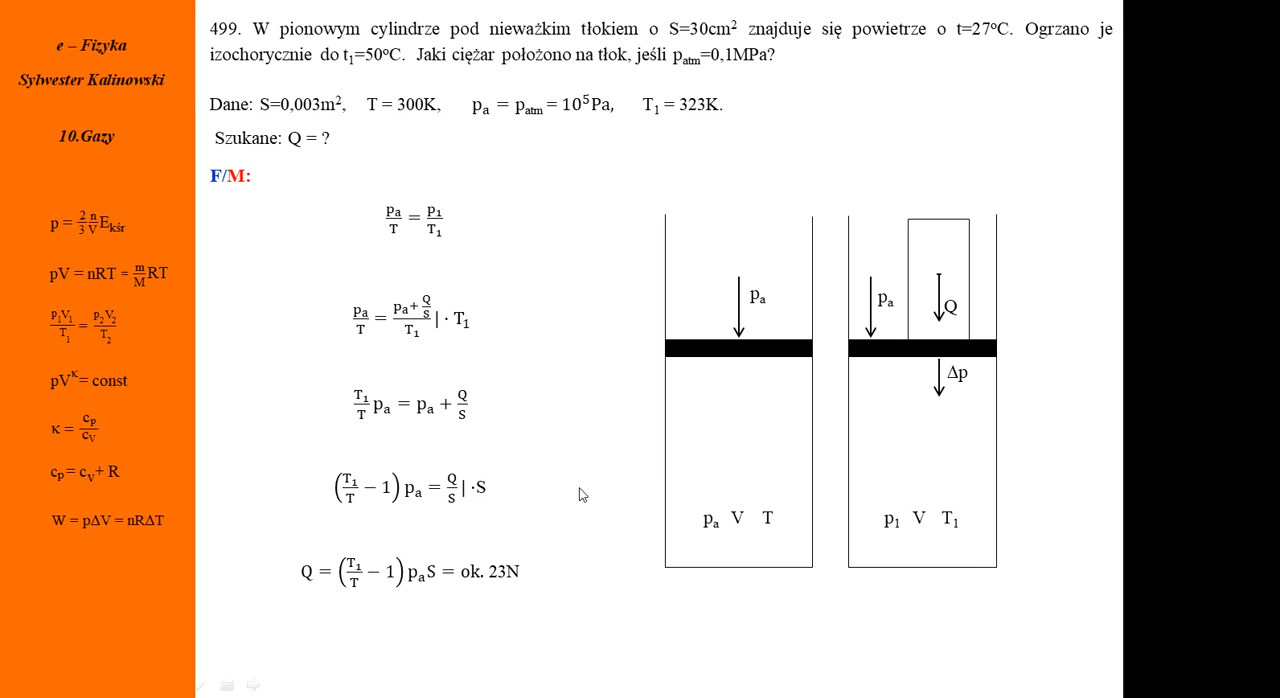 e – Fizyka
Sylwester Kalinowski
10.Gazy
p = 2/3 n/V Ekśr
pV = nRT = m/M RT
p₁V₁/T₁ = p₂V₂/T₂
pVᵏ = const
κ = cp/cV
cp = cv + R
W = pΔV = nRΔT
499. W pionowym cylindrze pod nieważkim tłokiem o S=30cm² znajduje się powietrze o t=27°C. Ogrzano je
izochorycznie do t₁=50°C. Jaki ciężar położono na tłok, jeśli patm=0,1MPa?
Dane: S=0,003m², T = 300K, pa = patm = 10⁵Pa, T₁ = 323K.
Szukane: Q = ?
F/M:
pa/T = p₁/T₁
pa/T = (pa + Q/S)/T₁ | · T₁
T₁/T pa = pa + Q/S
(T₁/T − 1) pa = Q/S | ·S
Q = (T₁/T − 1) paS = ok. 23N
pa
pa V T
pa
Q
Δp
p₁ V T₁